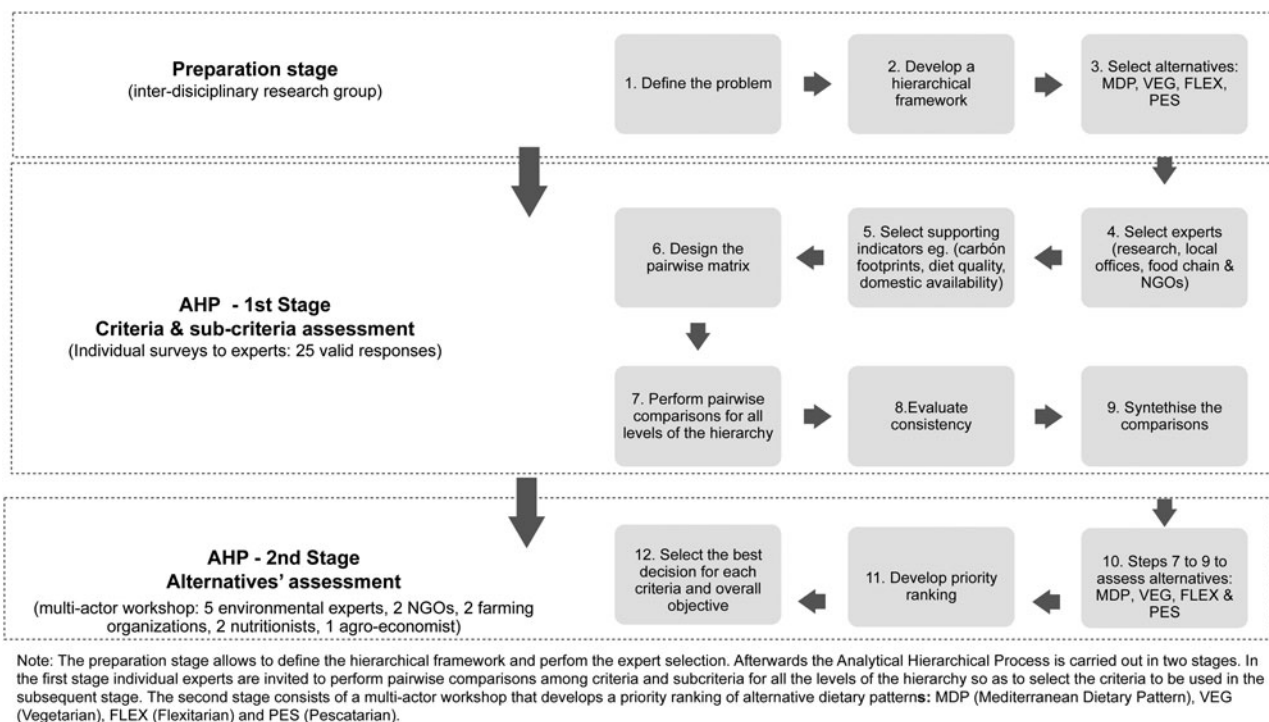 Preparation stage
(inter-disiciplinary research group)
1. Define the problem
2. Develop a
hierarchical
framework
3. Select alternatives:
MDP, VEG, FLEX,
PES
AHP - 1st Stage
Criteria & sub-criteria assessment
(Individual surveys to experts: 25 valid responses)
4. Select experts
(research, local
offices, food chain &
NGOs)
5. Select supporting
indicators eg. (carbón
footprints, diet quality,
domestic availability)
6. Design the
pairwise matrix
7. Perform pairwise
comparisons for all
levels of the hierarchy
8.Evaluate
consistency
9. Syntethise the
comparisons
AHP - 2nd Stage
Alternatives' assessment
(multi-actor workshop: 5 environmental experts, 2 NGOs, 2 farming
organizations, 2 nutritionists, 1 agro-economist)
10. Steps 7 to 9 to
assess alternatives:
MDP, VEG, FLEX &
PES
11. Develop priority
ranking
12. Select the best
decision for each
criteria and overall
objective
Note: The preparation stage allows to define the hierarchical framework and perfom the expert selection. Afterwards the Analytical Hierarchical Process is carried out in two stages. In
the first stage individual experts are invited to perform pairwise comparisons among criteria and subcriteria for all the levels of the hierarchy so as to select the criteria to be used in the
subsequent stage. The second stage consists of a multi-actor workshop that develops a priority ranking of alternative dietary patterns: MDP (Mediterranean Dietary Pattern), VEG
(Vegetarian), FLEX (Flexitarian) and PES (Pescatarian).